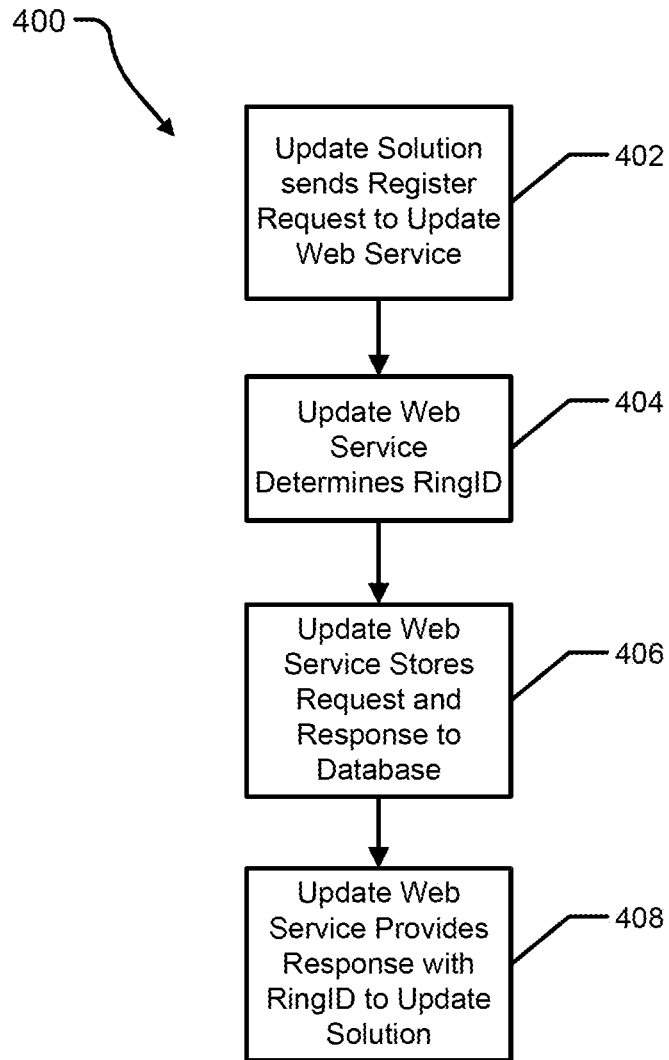 400
Update Solution
sends Register
Request to Update
Web Service
402
Update Web
Service
Determines RingID
404
Update Web
Service Stores
Request and
Response to
Database
406
Update Web
Service Provides
Response with
RingID to Update
Solution
408